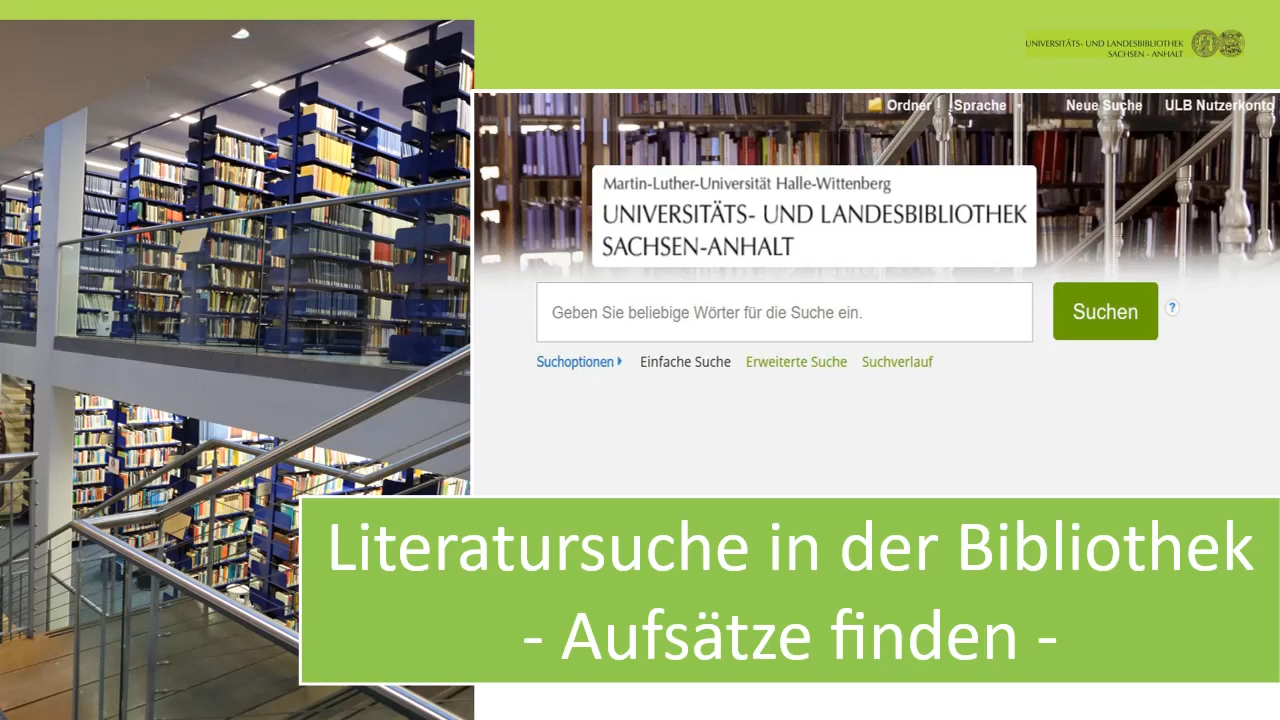 UNIVERSITÄTS- UND LANDESBIBLIOTHEK
SACHSEN - ANHALT
Ordner
Sprache
Neue Suche
ULB Nutzerkonto
Martin-Luther-Universität Halle-Wittenberg
UNIVERSITÄTS- UND LANDESBIBLIOTHEK
SACHSEN-ANHALT
Geben Sie beliebige Wörter für die Suche ein.
Suchen
?
Suchoptionen
Einfache Suche
Erweiterte Suche
Suchverlauf
Literatursuche in der Bibliothek
- Aufsätze finden -